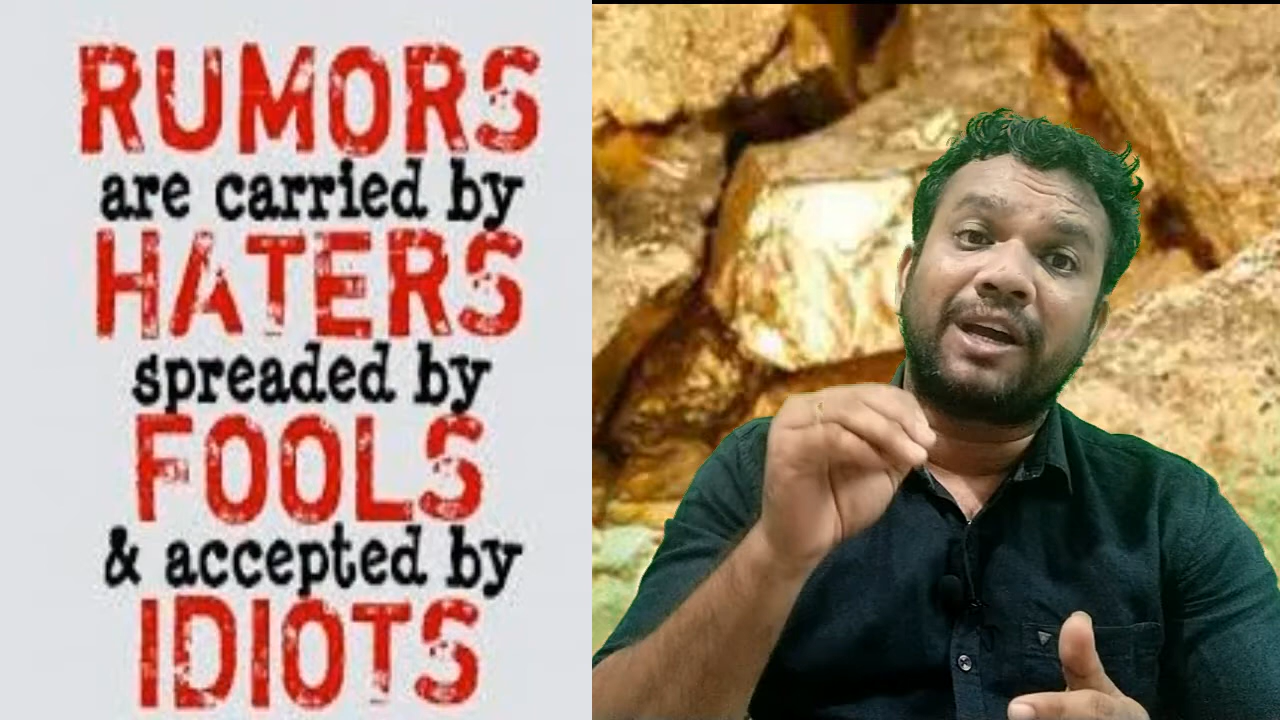 RUMORS
are carried by
HATERS
spreaded by
FOOLS
& accepted by
IDIOTS